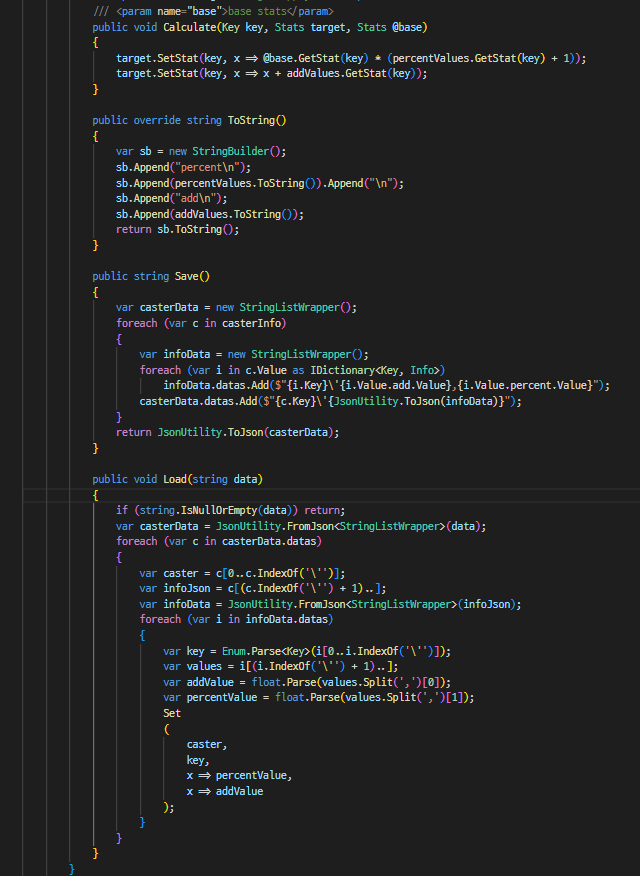 /// <param name="base">base stats</param>
public void Calculate(Key key, Stats target, Stats @base)
{
target.SetStat(key, x => @base.GetStat(key) * (percentValues.GetStat(key) + 1));
target.SetStat(key, x => x + addValues.GetStat(key));
}
public override string ToString()
{
var sb = new StringBuilder();
sb.Append("percent\n");
sb.Append(percentValues.ToString()).Append("\n");
sb.Append("add\n");
sb.Append(addValues.ToString());
return sb.ToString();
}
public string Save()
{
var casterData = new StringListWrapper();
foreach (var c in casterInfo)
{
var infoData = new StringListWrapper();
foreach (var i in c.Value as IDictionary<Key, Info>)
infoData.datas.Add($"{i.Key}\'{i.Value.add.Value},{i.Value.percent.Value}");
casterData.datas.Add($"{c.Key}\'{JsonUtility.ToJson(infoData)}");
}
return JsonUtility.ToJson(casterData);
}
public void Load(string data)
{
if (string.IsNullOrEmpty(data)) return;
var casterData = JsonUtility.FromJson<StringListWrapper>(data);
foreach (var c in casterData.datas)
{
var caster = c[0..c.IndexOf('\'')];
var infoJson = c[(c.IndexOf('\'') + 1)..];
var infoData = JsonUtility.FromJson<StringListWrapper>(infoJson);
foreach (var i in infoData.datas)
{
var key = Enum.Parse<Key>(i[0..i.IndexOf('\'')]);
var values = i[(i.IndexOf('\'') + 1)..];
var addValue = float.Parse(values.Split(',')[0]);
var percentValue = float.Parse(values.Split(',')[1]);
Set
(
caster,
key,
x => percentValue,
x => addValue
);
}
}
}
}